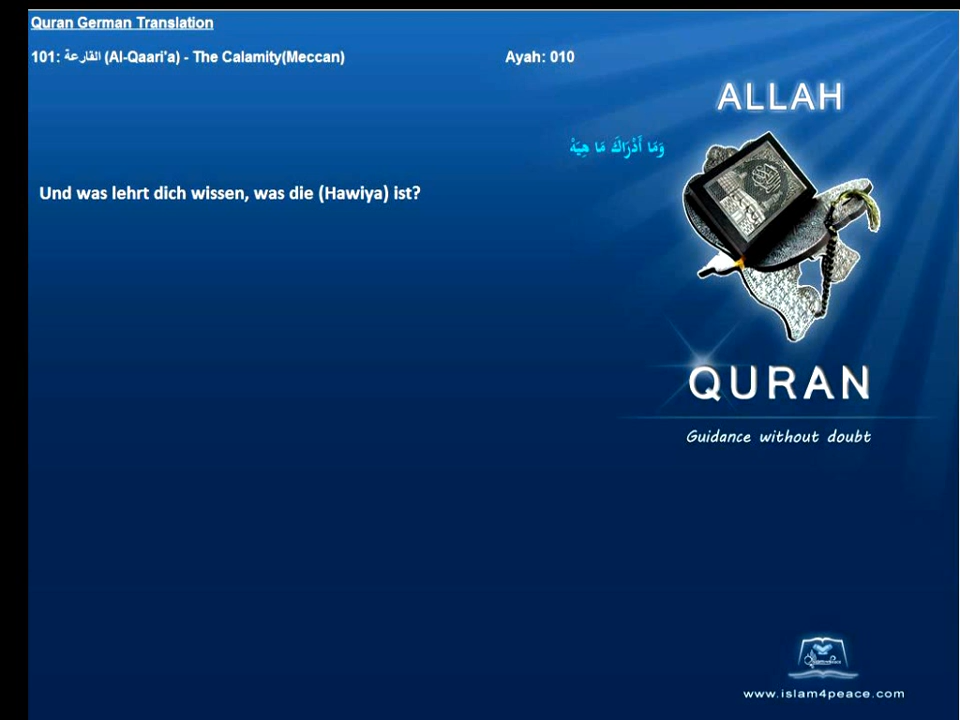 Quran German Translation
101: القارعة (Al-Qaari'a) - The Calamity(Meccan) Ayah: 010
ALLAH
وَمَا أَدْرَاكَ مَا هِيَهْ
Und was lehrt dich wissen, was die (Hawiya) ist?
QURAN
Guidance without doubt
www.islam4peace.com